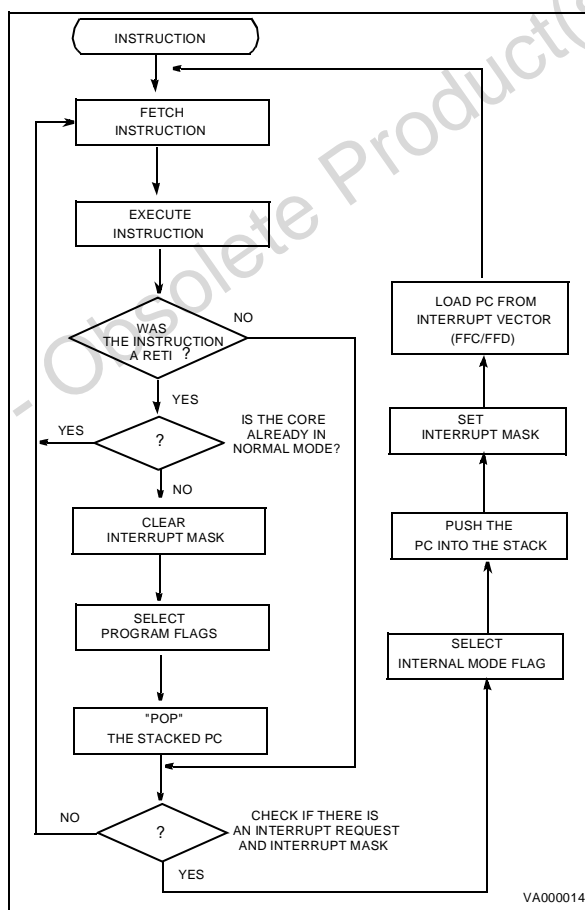 INSTRUCTION
FETCH
INSTRUCTION
EXECUTE
INSTRUCTION
WAS
THE INSTRUCTION
A RETI ?
NO
YES
?
IS THE CORE
ALREADY IN
NORMAL MODE?
YES
NO
CLEAR
INTERRUPT MASK
SELECT
PROGRAM FLAGS
"POP"
THE STACKED PC
?
CHECK IF THERE IS
AN INTERRUPT REQUEST
AND INTERRUPT MASK
NO
YES
LOAD PC FROM
INTERRUPT VECTOR
(FFC/FFD)
SET
INTERRUPT MASK
PUSH THE
PC INTO THE STACK
SELECT
INTERNAL MODE FLAG
VA000014
- Obsolete Product(